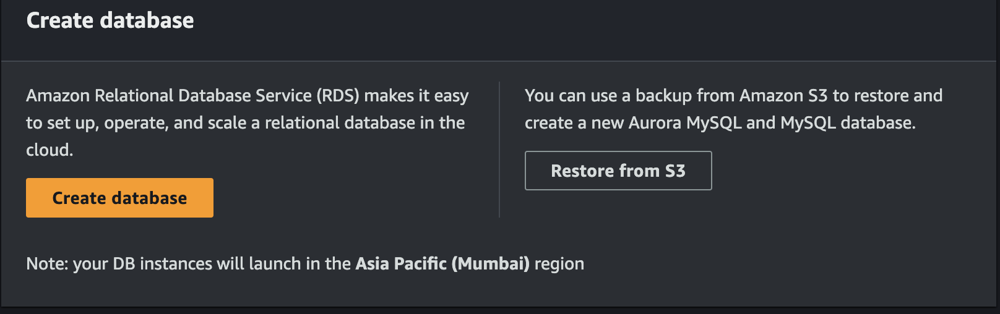 Create database
Amazon Relational Database Service (RDS) makes it easy
to set up, operate, and scale a relational database in the
cloud.
Create database
You can use a backup from Amazon S3 to restore and
create a new Aurora MySQL and MySQL database.
Restore from S3
Note: your DB instances will launch in the Asia Pacific (Mumbai) region